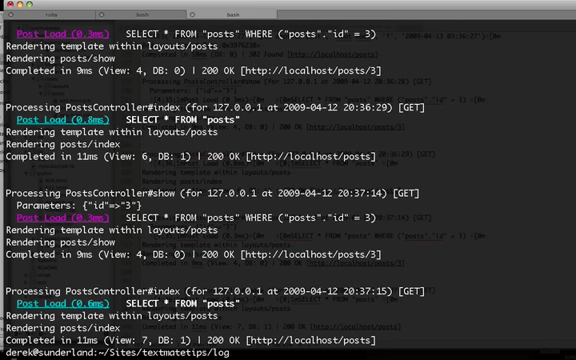 ruby
bash
bash
Post Load (0.3ms) SELECT * FROM "posts" WHERE ("posts"."id" = 3)
Rendering template within layouts/posts
Rendering posts/show
Completed in 9ms (View: 4, DB: 0) | 200 OK [http://localhost/posts/3]
Processing PostsController#index (for 127.0.0.1 at 2009-04-12 20:36:29) [GET]
Post Load (0.8ms) SELECT * FROM "posts"
Rendering template within layouts/posts
Rendering posts/index
Completed in 11ms (View: 6, DB: 1) | 200 OK [http://localhost/posts]
Processing PostsController#show (for 127.0.0.1 at 2009-04-12 20:37:14) [GET]
Parameters: {"id"=>"3"}
Post Load (0.3ms) SELECT * FROM "posts" WHERE ("posts"."id" = 3)
Rendering template within layouts/posts
Rendering posts/show
Completed in 9ms (View: 4, DB: 0) | 200 OK [http://localhost/posts/3]
Processing PostsController#index (for 127.0.0.1 at 2009-04-12 20:37:15) [GET]
Post Load (0.6ms) SELECT * FROM "posts"
Rendering template within layouts/posts
Rendering posts/index
Completed in 11ms (View: 7, DB: 1) | 200 OK [http://localhost/posts]
derek@sunderland:~/Sites/textmatetips/log